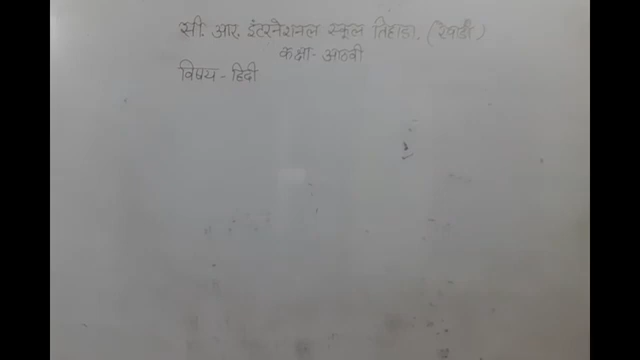 सी. आर. इंटरनेशनल स्कूल तिहाडा. (रेवाडी)
कक्षा- आठवी
विषय - हिंदी